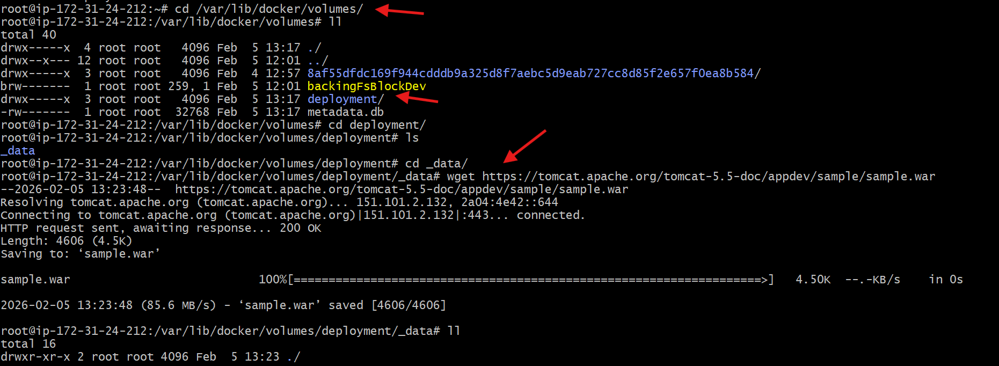 root@ip-172-31-24-212:~# cd /var/lib/docker/volumes/
root@ip-172-31-24-212:/var/lib/docker/volumes# ll
total 40
drwx-----x  4 root root   4096 Feb  5 13:17 ./
drwx--x--- 12 root root   4096 Feb  5 12:01 ../
drwx-----x  3 root root   4096 Feb  4 12:57 8af55dfdc169f944cdddb9a325d8f7aebc5d9eab727cc8d85f2e657f0ea8b584/
brw-------  1 root root 259, 1 Feb  5 12:01 backingFsBlockDev
drwx-----x  3 root root   4096 Feb  5 13:17 deployment/
-rw-------  1 root root  32768 Feb  5 13:17 metadata.db
root@ip-172-31-24-212:/var/lib/docker/volumes# cd deployment/
root@ip-172-31-24-212:/var/lib/docker/volumes/deployment# ls
_data
root@ip-172-31-24-212:/var/lib/docker/volumes/deployment# cd _data/
root@ip-172-31-24-212:/var/lib/docker/volumes/deployment/_data# wget https://tomcat.apache.org/tomcat-5.5-doc/appdev/sample/sample.war
--2026-02-05 13:23:48--  https://tomcat.apache.org/tomcat-5.5-doc/appdev/sample/sample.war
Resolving tomcat.apache.org (tomcat.apache.org)... 151.101.2.132, 2a04:4e42::644
Connecting to tomcat.apache.org (tomcat.apache.org)|151.101.2.132|:443... connected.
HTTP request sent, awaiting response... 200 OK
Length: 4606 (4.5K)
Saving to: ‘sample.war’
sample.war                           100%[===================================================================>]   4.50K  --.-KB/s    in 0s
2026-02-05 13:23:48 (85.6 MB/s) - ‘sample.war’ saved [4606/4606]
root@ip-172-31-24-212:/var/lib/docker/volumes/deployment/_data# ll
total 16
drwxr-xr-x 2 root root 4096 Feb  5 13:23 ./